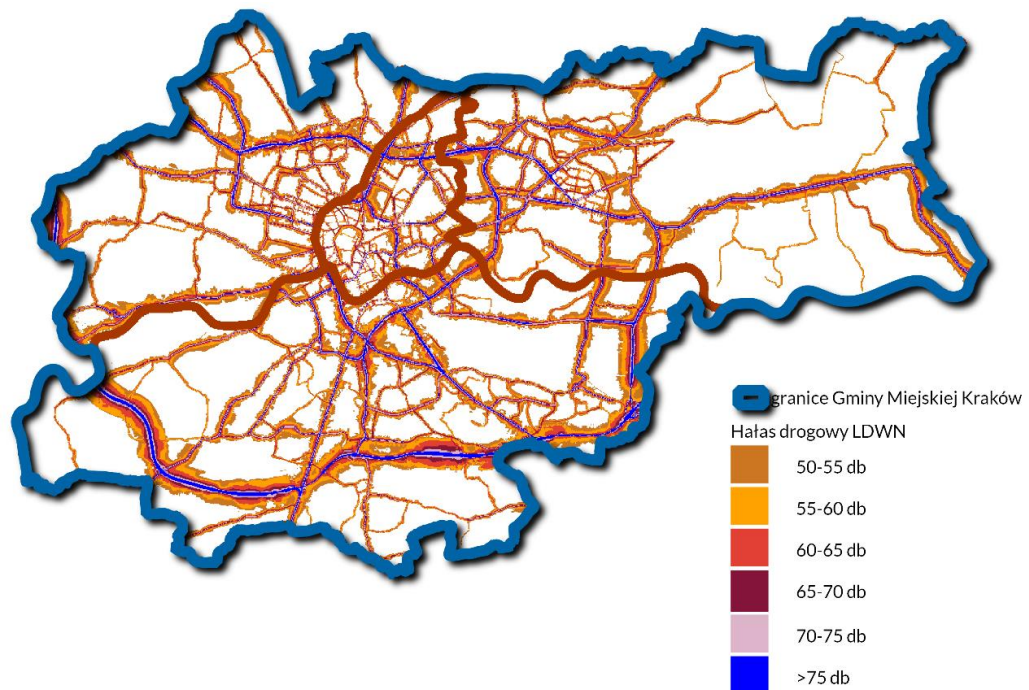 granice Gminy Miejskiej Kraków
Hałas drogowy LDWN
50-55 db
55-60 db
60-65 db
65-70 db
70-75 db
>75 db